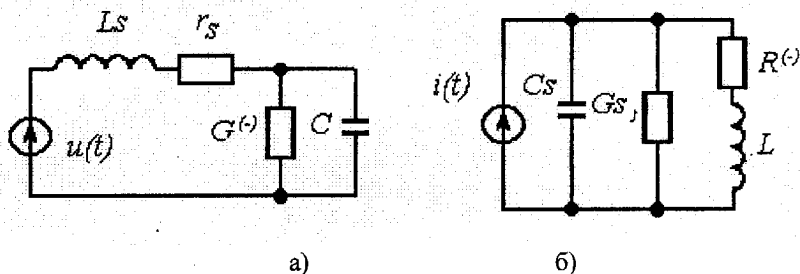 Ls
r_s
G^(-)
C
u(t)
а)
i(t)
Cs
Gs,
R^(-)
L
б)